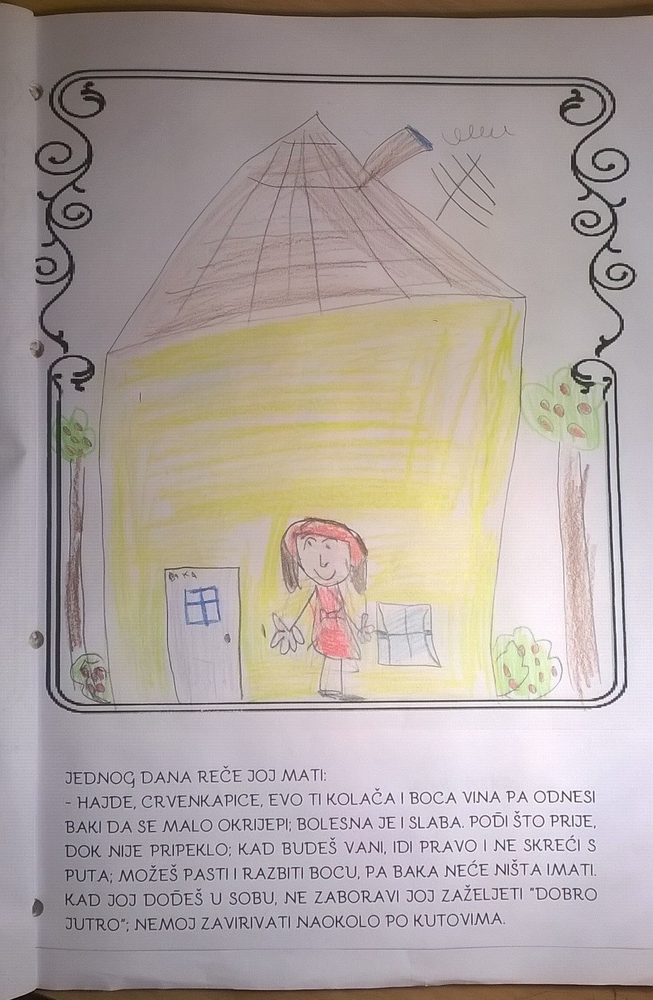 BAKA
JEDNOG DANA REČE JOJ MATI:
- HAJDE, CRVENKAPICE, EVO TI KOLAČA I BOCA VINA PA ODNESI
BAKI DA SE MALO OKRIJEPI; BOLESNA JE I SLABA. POĐI ŠTO PRIJE,
DOK NIJE PRIPEKLO; KAD BUDEŠ VANI, IDI PRAVO I NE SKREĆI S
PUTA; MOŽEŠ PASTI I RAZBITI BOCU, PA BAKA NEĆE NIŠTA IMATI.
KAD JOJ DOĐEŠ U SOBU, NE ZABORAVI JOJ ZAŽELJETI "DOBRO
JUTRO"; NEMOJ ZAVIRIVATI NAOKOLO PO KUTOVIMA.